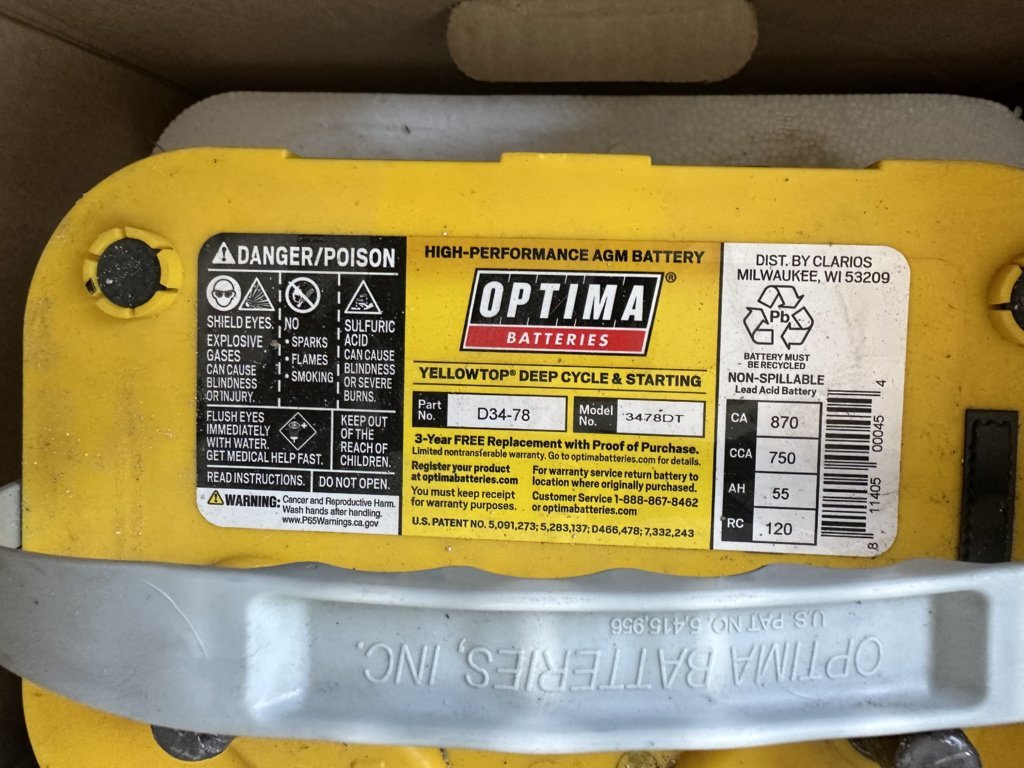 DANGER/POISON
SHIELD EYES.
EXPLOSIVE
GASES
CAN CAUSE
BLINDNESS
OR INJURY.
NO
• SPARKS
• FLAMES
• SMOKING
SULFURIC
ACID
CAN CAUSE
BLINDNESS
OR SEVERE
BURNS.
FLUSH EYES
IMMEDIATELY
WITH WATER.
GET MEDICAL HELP FAST.
KEEP OUT
OF THE
REACH OF
CHILDREN.
READ INSTRUCTIONS.
DO NOT OPEN.
WARNING: Cancer and Reproductive Harm.
Wash hands after handling.
www.P65Warnings.ca.gov
HIGH-PERFORMANCE AGM BATTERY
OPTIMA®
BATTERIES
YELLOWTOP® DEEP CYCLE & STARTING
Part No. D34-78
Model No. 3478DT
3-Year FREE Replacement with Proof of Purchase.
Limited nontransferable warranty. Go to optimabatteries.com for details.
Register your product
at optimabatteries.com
You must keep receipt
for warranty purposes.
For warranty service return battery to
location where originally purchased.
Customer Service 1-888-867-8462
or optimabatteries.com
U.S. PATENT NO. 5,091,273; 5,283,137; D466,478; 7,332,243
DIST. BY CLARIOS
MILWAUKEE, WI 53209
Pb
BATTERY MUST
BE RECYCLED
NON-SPILLABLE
Lead Acid Battery
CA 870
CCA 750
AH 55
RC 120
8 11405 00045 4
OPTIMA BATTERIES, INC.
U.S. PAT NO. 5,415,956